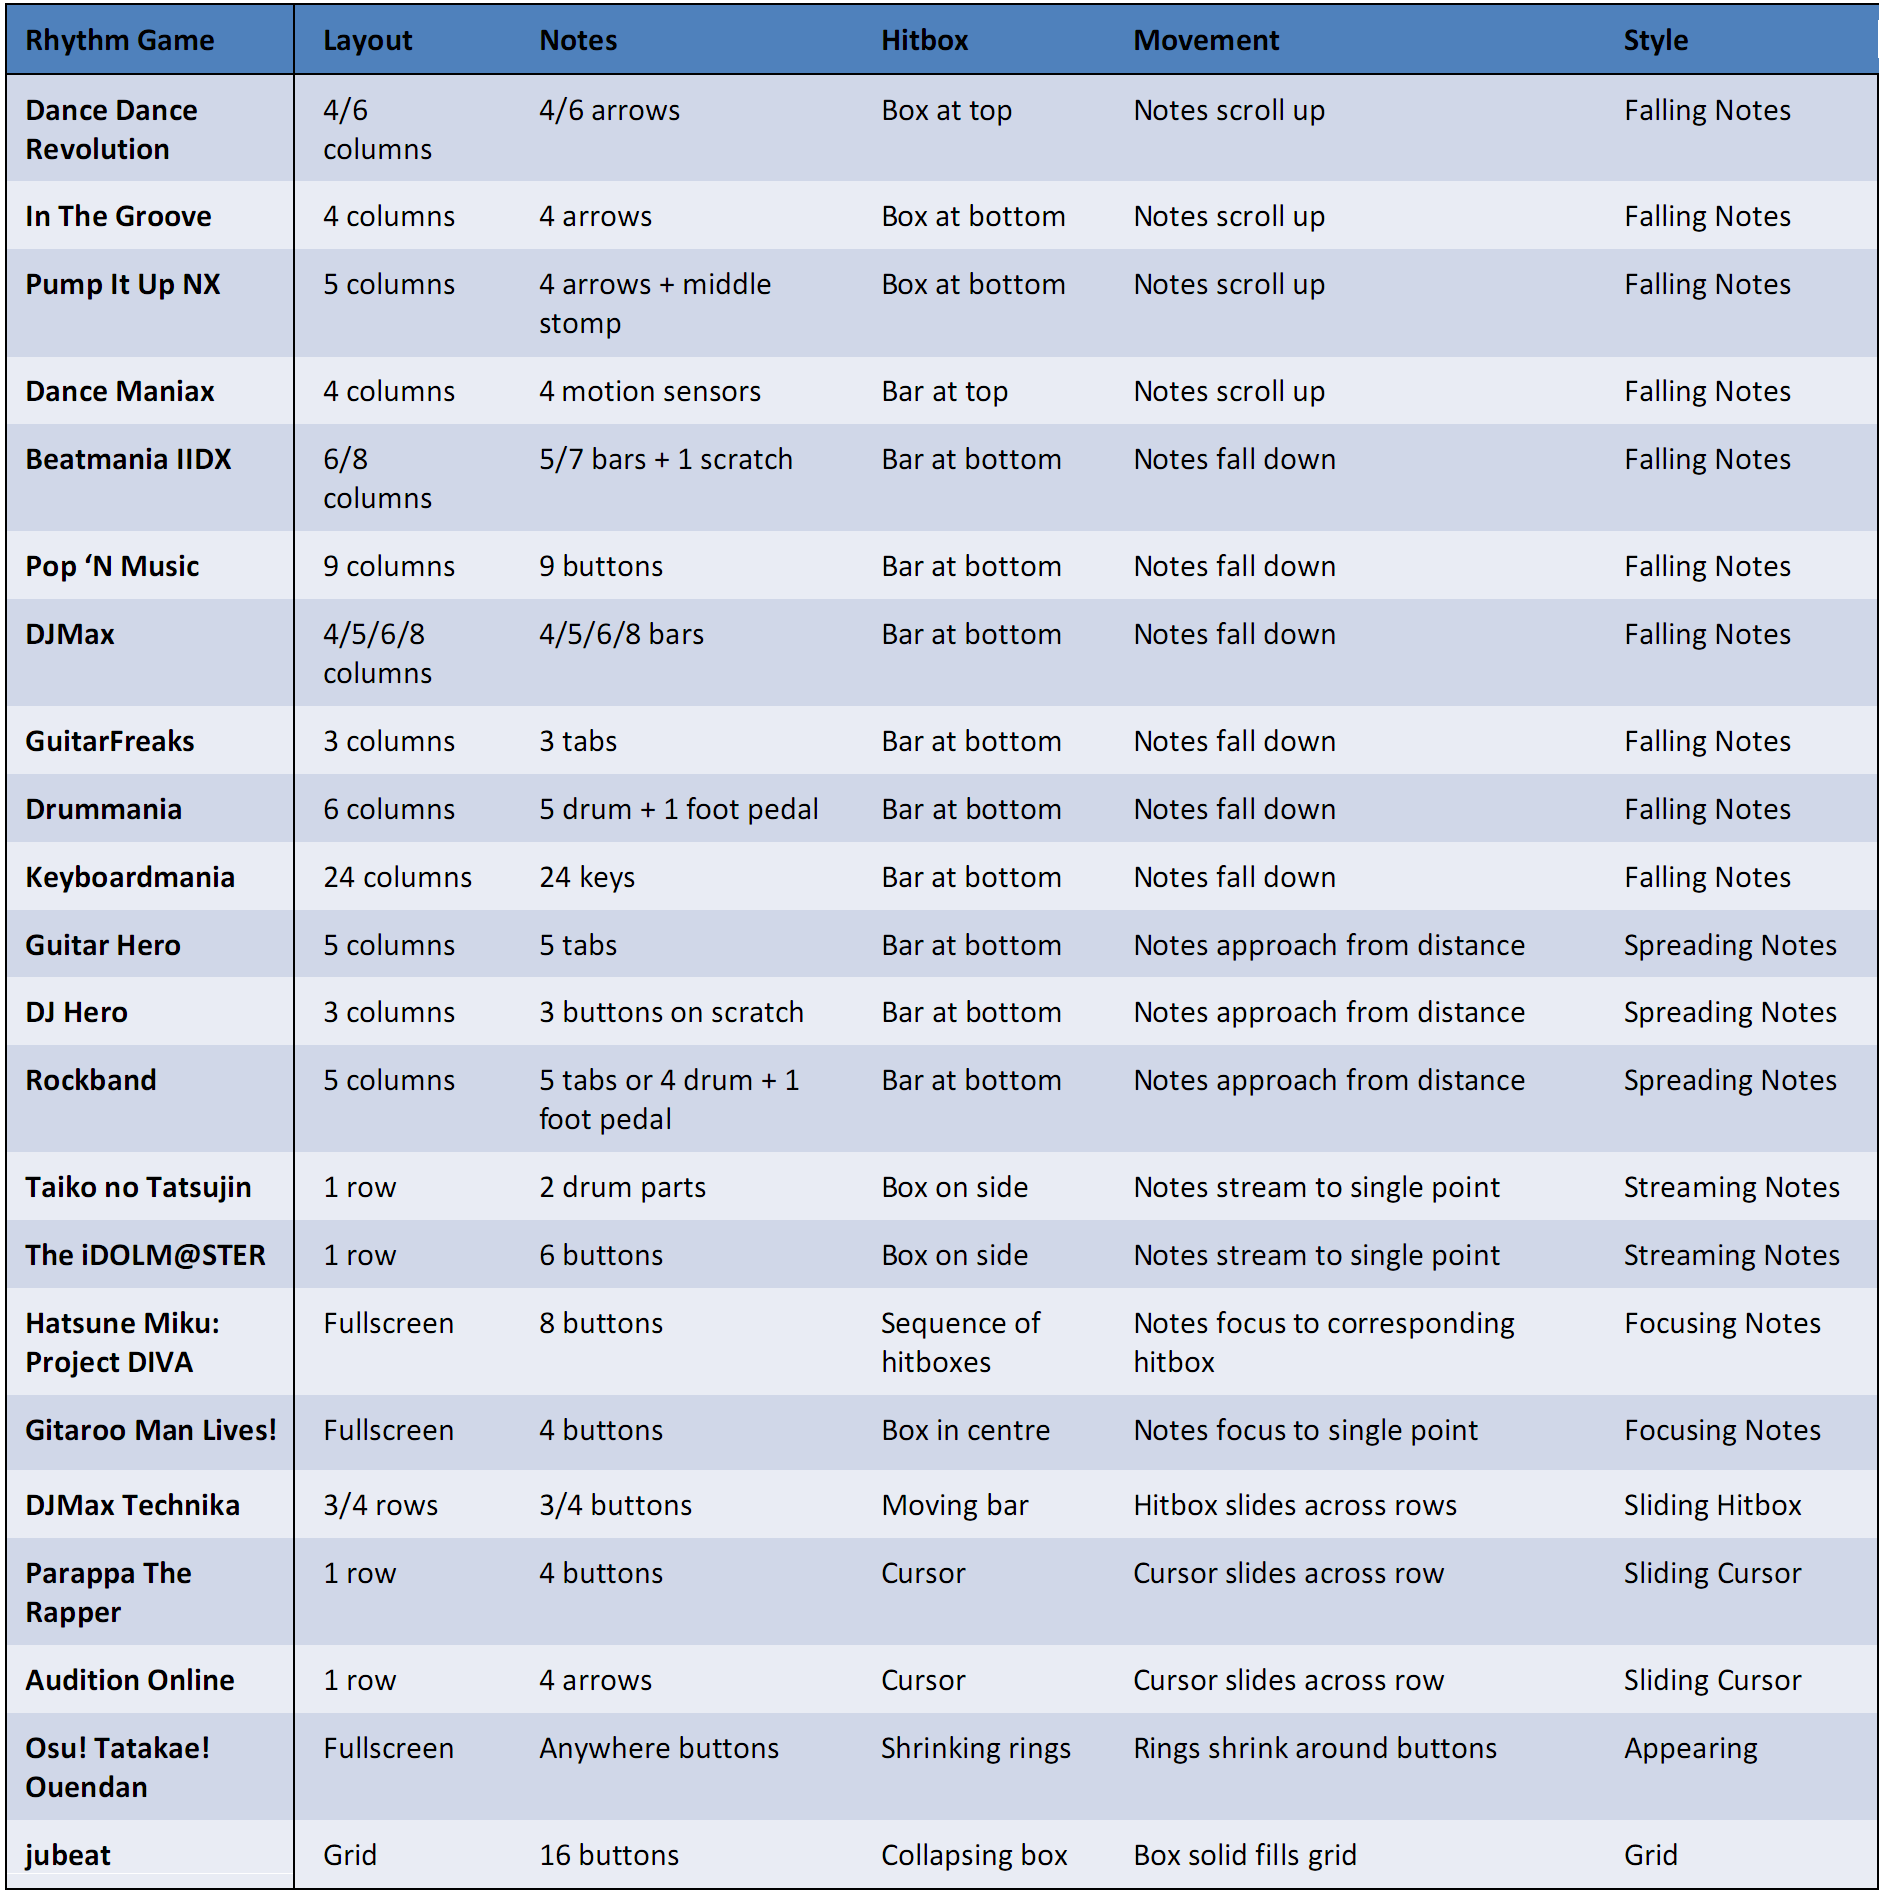 Rhythm Game Layout Notes Hitbox Movement Style
Dance Dance 4/6 4/6 arrows Box at top Notes scroll up Falling Notes
Revolution columns
In The Groove 4 columns 4 arrows Box at bottom Notes scroll up Falling Notes
Pump It Up NX 5 columns 4 arrows + middle Box at bottom Notes scroll up Falling Notes
stomp
Dance Maniax 4 columns 4 motion sensors Bar at top Notes scroll up Falling Notes
Beatmania IIDX 6/8 5/7 bars + 1 scratch Bar at bottom Notes fall down Falling Notes
columns
Pop ‘N Music 9 columns 9 buttons Bar at bottom Notes fall down Falling Notes
DJMax 4/5/6/8 4/5/6/8 bars Bar at bottom Notes fall down Falling Notes
columns
GuitarFreaks 3 columns 3 tabs Bar at bottom Notes fall down Falling Notes
Drummania 6 columns 5 drum + 1 foot pedal Bar at bottom Notes fall down Falling Notes
Keyboardmania 24 columns 24 keys Bar at bottom Notes fall down Falling Notes
Guitar Hero 5 columns 5 tabs Bar at bottom Notes approach from distance Spreading Notes
DJ Hero 3 columns 3 buttons on scratch Bar at bottom Notes approach from distance Spreading Notes
Rockband 5 columns 5 tabs or 4 drum + 1 Bar at bottom Notes approach from distance Spreading Notes
foot pedal
Taiko no Tatsujin 1 row 2 drum parts Box on side Notes stream to single point Streaming Notes
The iDOLM@STER 1 row 6 buttons Box on side Notes stream to single point Streaming Notes
Hatsune Miku: Fullscreen 8 buttons Sequence of Notes focus to corresponding Focusing Notes
Project DIVA hitboxes hitbox
Gitaroo Man Lives! Fullscreen 4 buttons Box in centre Notes focus to single point Focusing Notes
DJMax Technika 3/4 rows 3/4 buttons Moving bar Hitbox slides across rows Sliding Hitbox
Parappa The 1 row 4 buttons Cursor Cursor slides across row Sliding Cursor
Rapper
Audition Online 1 row 4 arrows Cursor Cursor slides across row Sliding Cursor
Osu! Tatakae! Fullscreen Anywhere buttons Shrinking rings Rings shrink around buttons Appearing
Ouendan
jubeat Grid 16 buttons Collapsing box Box solid fills grid Grid